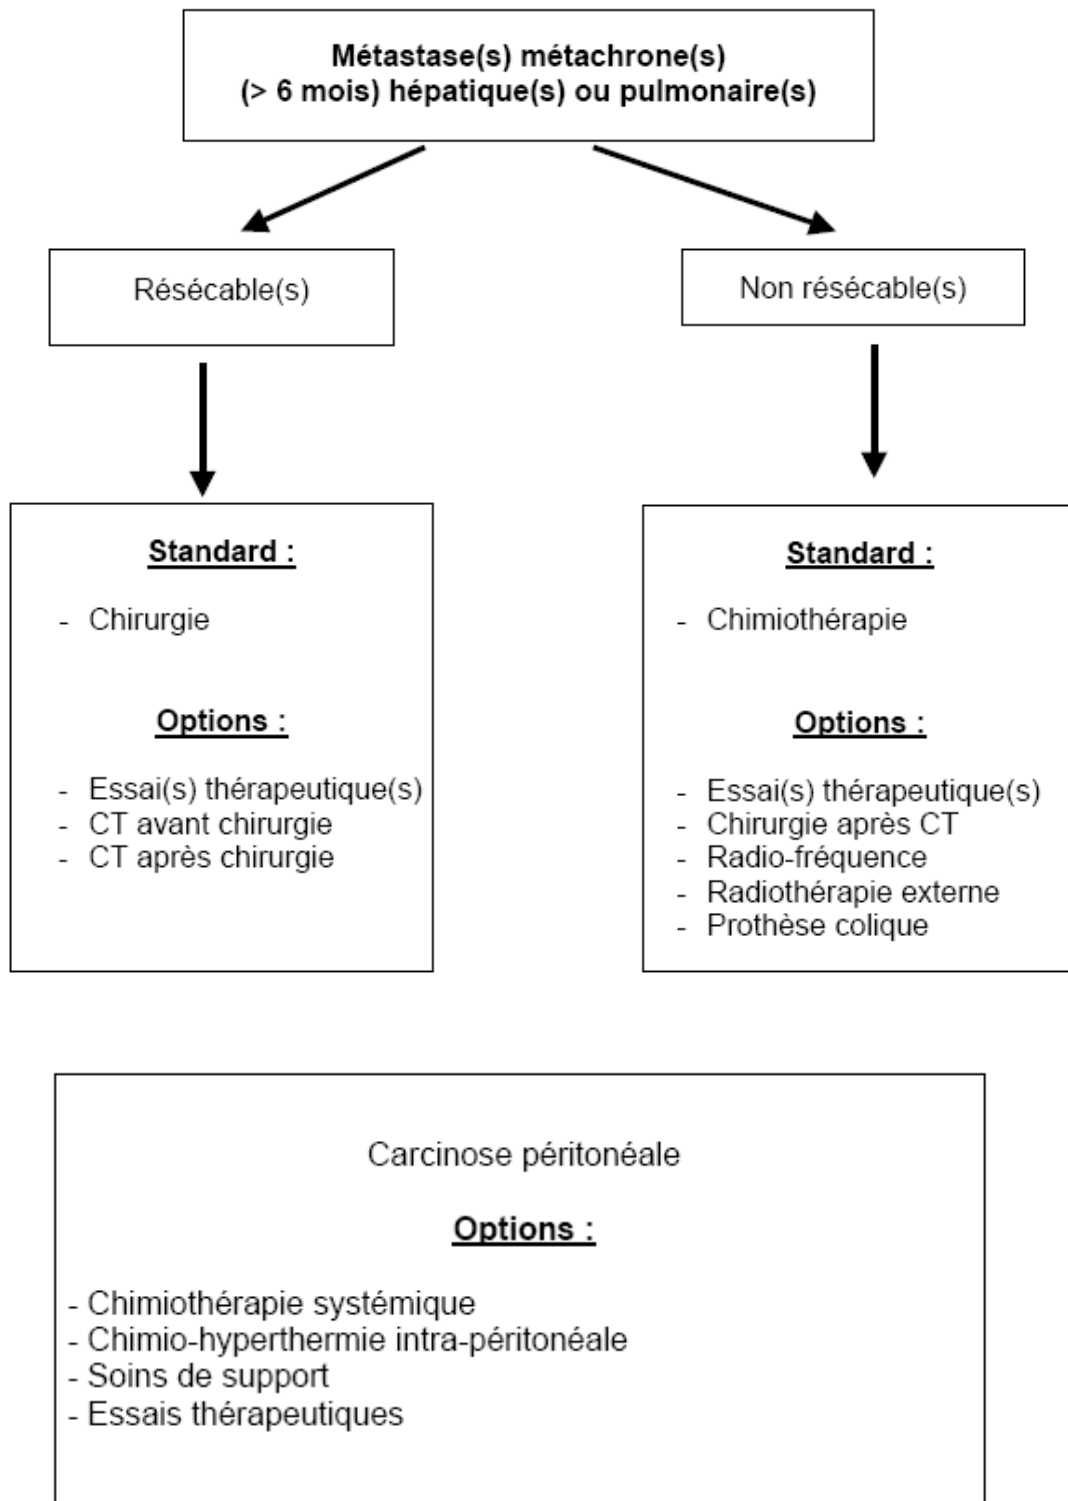 Métastase(s) métachrone(s)
(> 6 mois) hépatique(s) ou pulmonaire(s)
Résécable(s)
Non résécable(s)
Standard :
- Chirurgie
Options :
- Essai(s) thérapeutique(s)
- CT avant chirurgie
- CT après chirurgie
Standard :
- Chimiothérapie
Options :
- Essai(s) thérapeutique(s)
- Chirurgie après CT
- Radio-fréquence
- Radiothérapie externe
- Prothèse colique
Carcinose péritonéale
Options :
- Chimiothérapie systémique
- Chimio-hyperthermie intra-péritonéale
- Soins de support
- Essais thérapeutiques